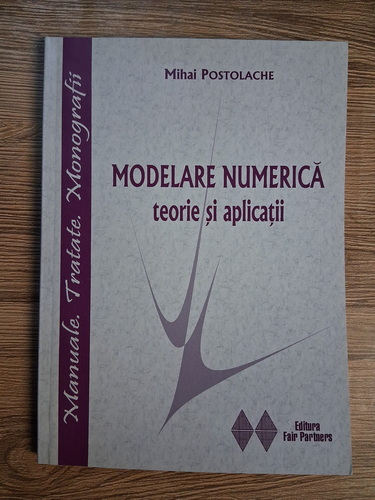 Mihai POSTOLACHE
MODELARE NUMERICĂ
teorie și aplicații
Manuale. Tratate. Monografii
Editura
Fair Partners